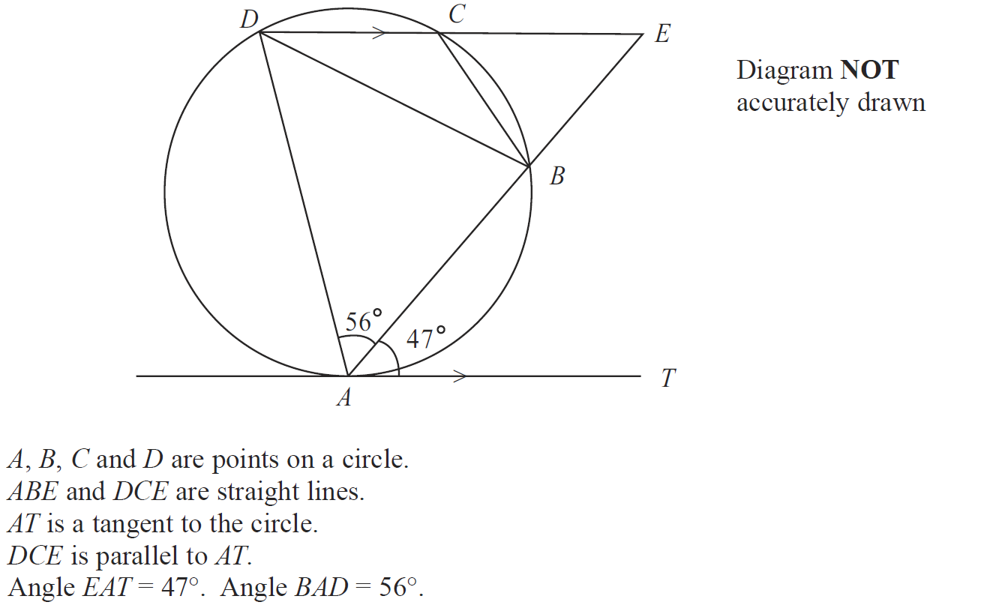 D
C
E
Diagram NOT
accurately drawn
B
56°
47°
T
A
A, B, C and D are points on a circle.
ABE and DCE are straight lines.
AT is a tangent to the circle.
DCE is parallel to AT.
Angle EAT = 47°. Angle BAD = 56°.